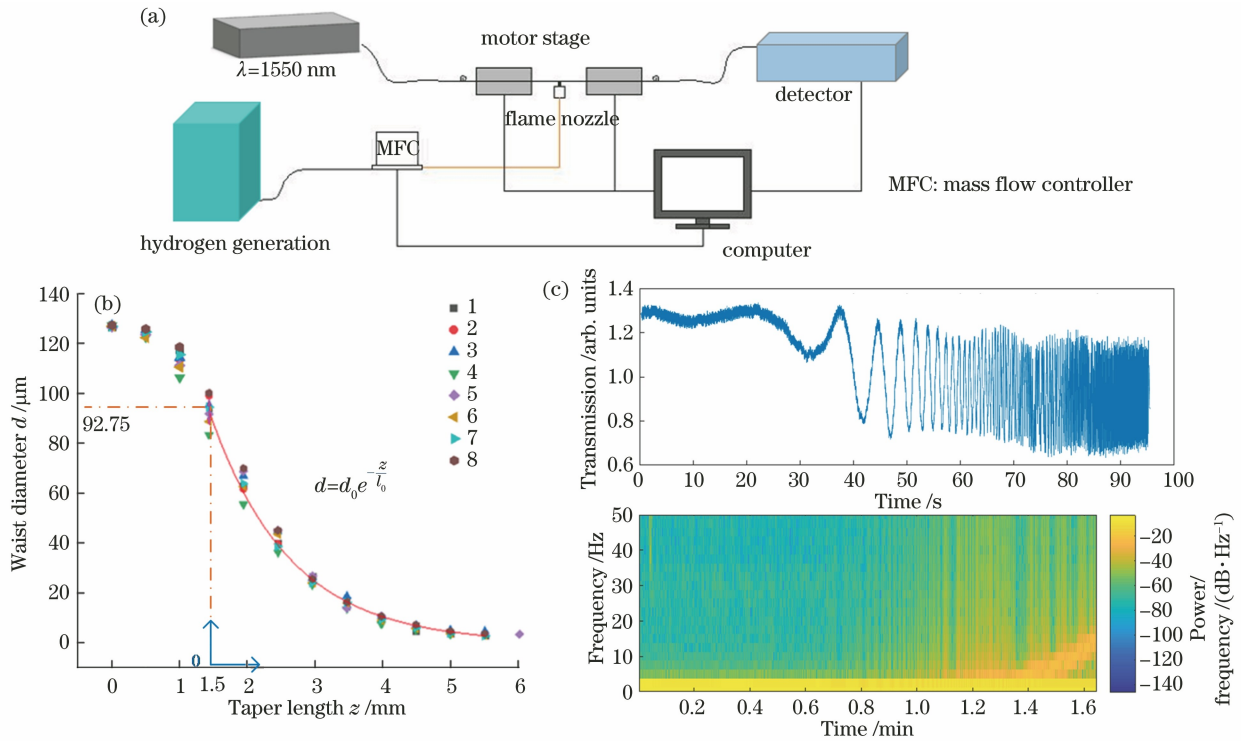 (a)
λ=1550 nm
motor stage
detector
flame nozzle
MFC
MFC: mass flow controller
hydrogen generation
computer
(b)
140
120
100
80
60
40
20
0
92.75
Waist diameter d /μm
1
2
3
4
5
6
7
8
d=d₀e^(-z/l₀)
0
0 1 1.5 2 3 4 5 6
Taper length z /mm
(c)
1.4
1.2
1.0
0.8
0.6
Transmission /arb. units
0 10 20 30 40 50 60 70 80 90 100
Time /s
50
40
30
20
10
0
Frequency /Hz
0.2 0.4 0.6 0.8 1.0 1.2 1.4 1.6
Time /min
−20
−40
−60
−80
−100
−120
−140
Power/
frequency /(dB·Hz⁻¹)